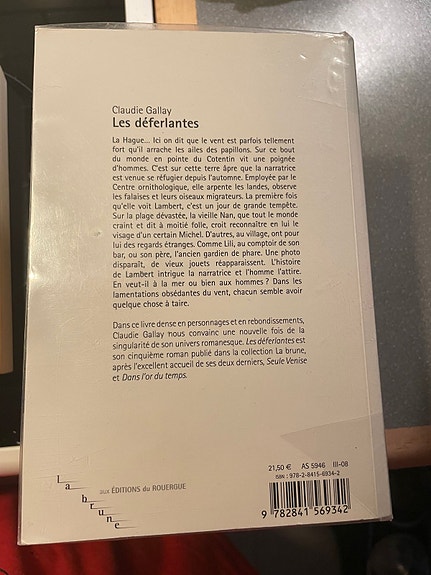 Claudie Gallay
Les déferlantes
La Hague... Ici on dit que le vent est parfois tellement
fort qu'il arrache les ailes des papillons. Sur ce bout
du monde en pointe du Cotentin vit une poignée
d'hommes. C'est sur cette terre âpre que la narratrice
est venue se réfugier depuis l'automne. Employée par le
Centre ornithologique, elle arpente les landes, observe
les falaises et leurs oiseaux migrateurs. La première fois
qu'elle voit Lambert, c'est un jour de grande tempête.
Sur la plage dévastée, la vieille Nan, que tout le monde
craint et dit à moitié folle, croit reconnaître en lui le
visage d'un certain Michel. D'autres, au village, ont pour
lui des regards étranges. Comme Lili, au comptoir de son
bar, ou son père, l'ancien gardien de phare. Une photo
disparaît, de vieux jouets réapparaissent. L'histoire
de Lambert intrigue la narratrice et l'homme l'attire.
En veut-il à la mer ou bien aux hommes ? Dans les
lamentations obsédantes du vent, chacun semble avoir
quelque chose à taire.
Dans ce livre dense en personnages et en rebondissements,
Claudie Gallay nous convainc une nouvelle fois de la
singularité de son univers romanesque. Les déferlantes est
son cinquième roman publié dans la collection La brune,
après l'excellent accueil de ses deux derniers, Seule Venise
et Dans l'or du temps.
21,50 € AS 5946 III-08
ISBN : 978-2-8415-6934-2
La brune
aux ÉDITIONS du ROUERGUE
9 782841 569342